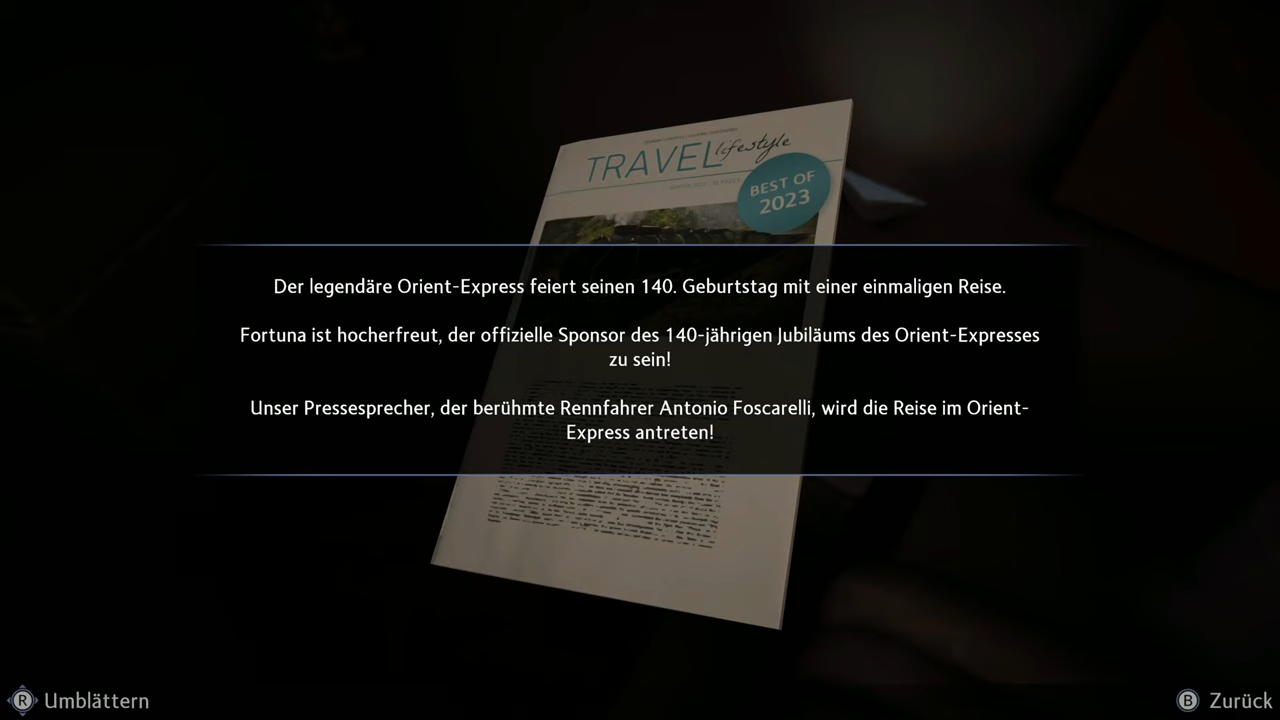 TRAVEL lifestyle
BEST OF
2023
Der legendäre Orient-Express feiert seinen 140. Geburtstag mit einer einmaligen Reise.
Fortuna ist hocherfreut, der offizielle Sponsor des 140-jährigen Jubiläums des Orient-Expresses
zu sein!
Unser Pressesprecher, der berühmte Rennfahrer Antonio Foscarelli, wird die Reise im Orient-
Express antreten!
R Umblättern
B Zurück